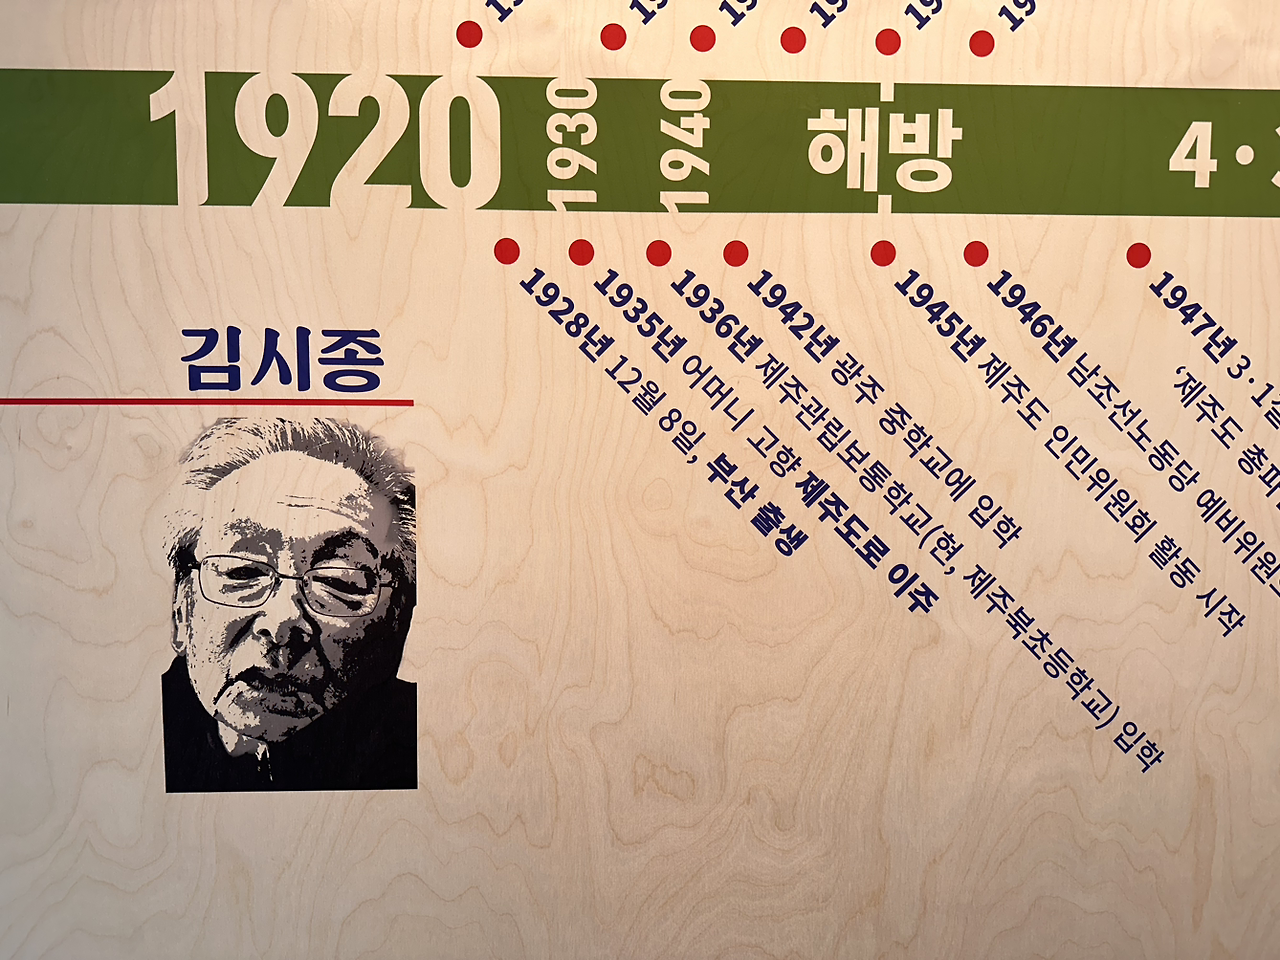 1920 1930 1940 해방 4·
김시종
1928년 12월 8일, 부산 출생
1935년 어머니 고향 제주도로 이주
1936년 제주관립보통학교(현, 제주북초등학교) 입학
1942년 광주 중학교에 입학
1945년 제주도 인민위원회 활동 시작
1946년 남조선노동당 예비위원
1947년 3·1절
‘제주도 총파